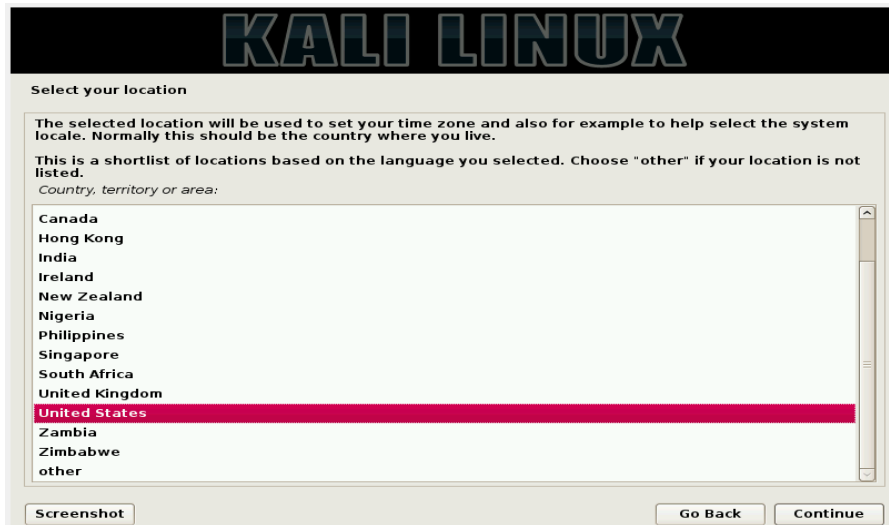 KALI LINUX
Select your location
The selected location will be used to set your time zone and also for example to help select the system
locale. Normally this should be the country where you live.
This is a shortlist of locations based on the language you selected. Choose "other" if your location is not
listed.
Country, territory or area:
Canada
Hong Kong
India
Ireland
New Zealand
Nigeria
Philippines
Singapore
South Africa
United Kingdom
United States
Zambia
Zimbabwe
other
Screenshot
Go Back
Continue